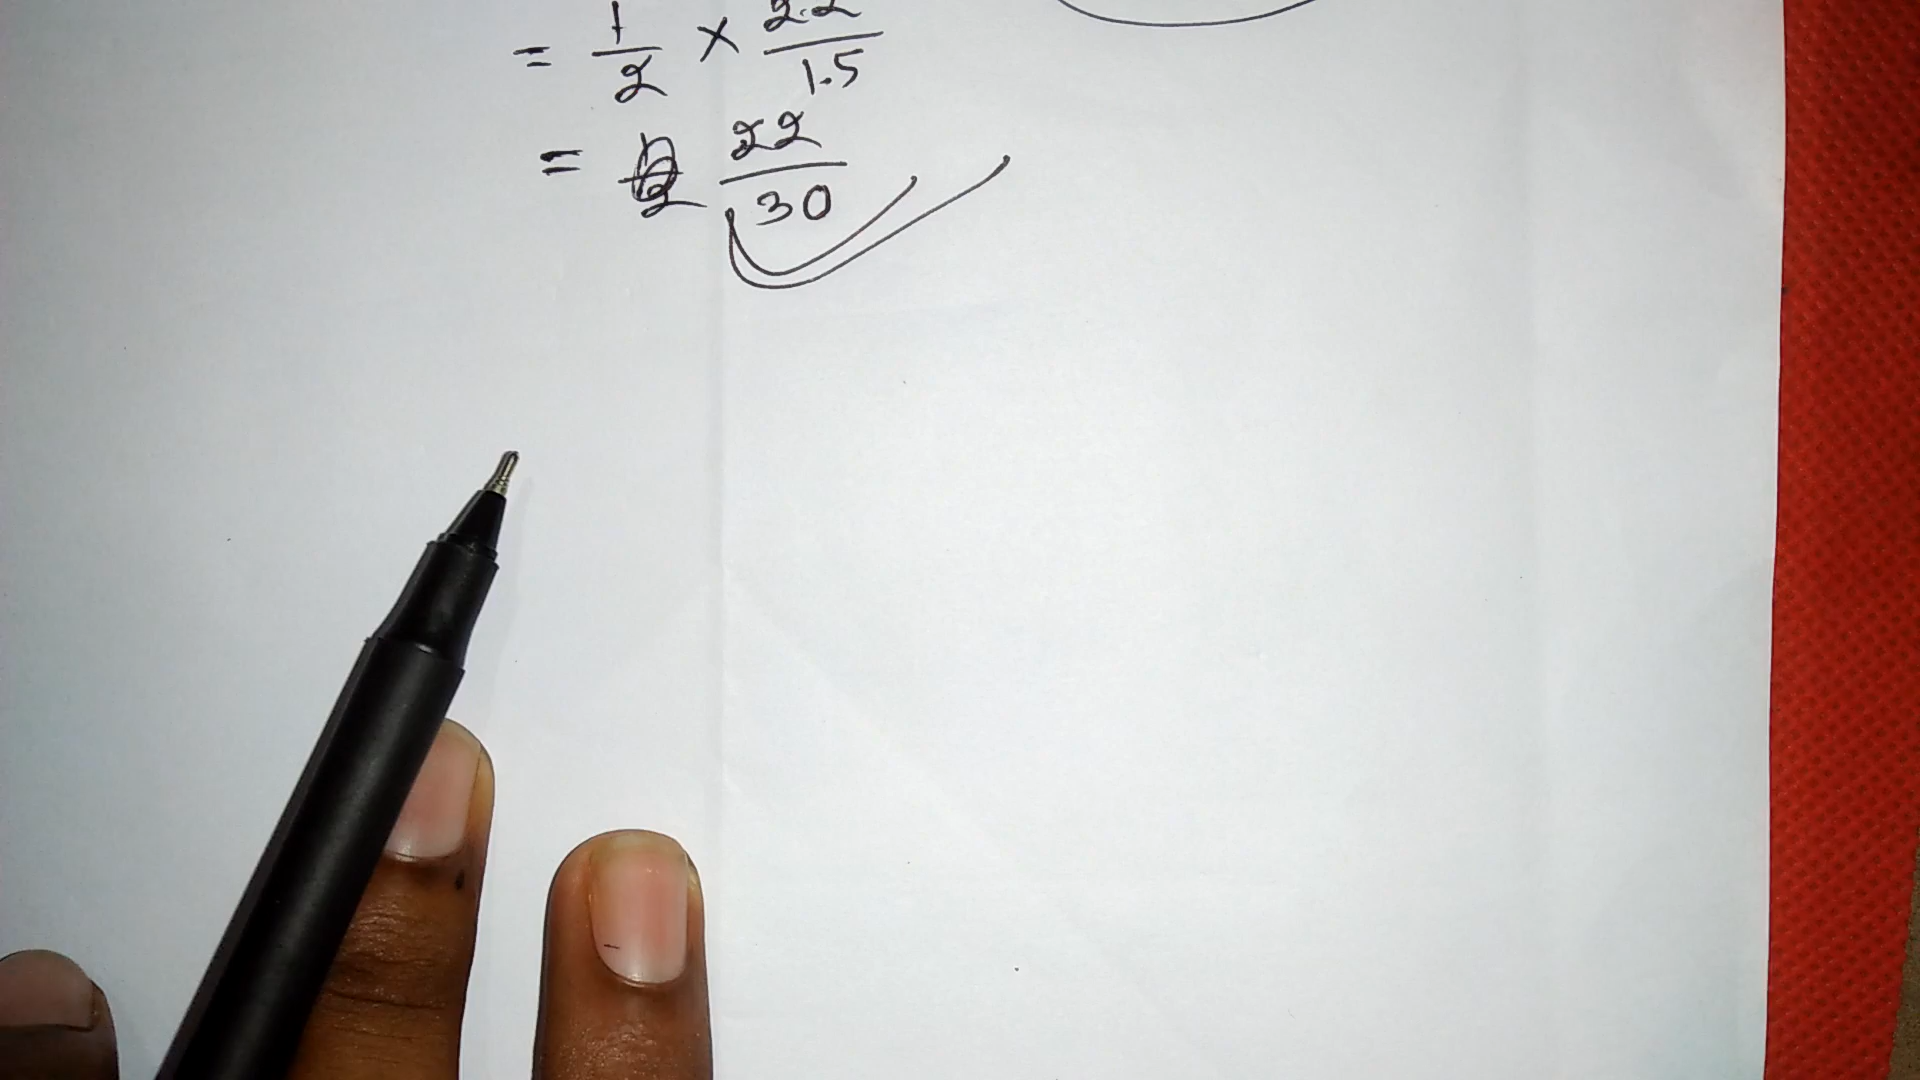 = 1/2 × 2.2/1.5
= 22/30